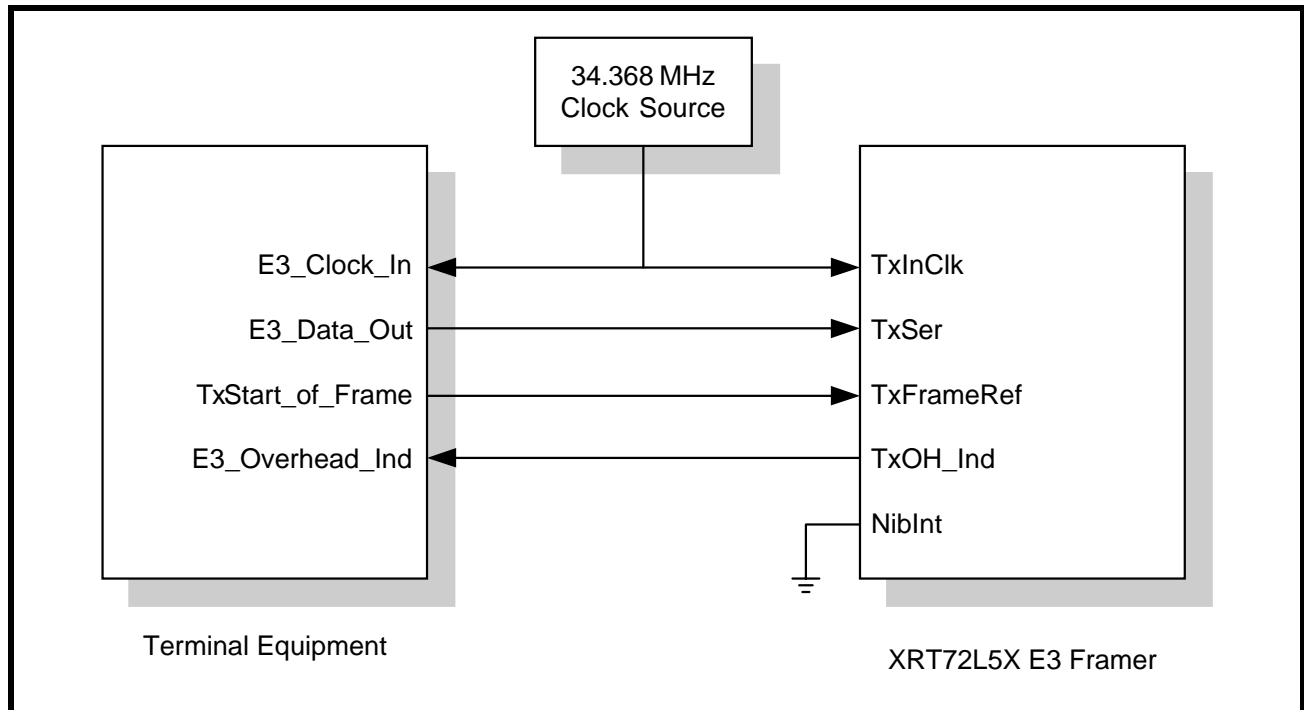 34.368 MHz
Clock Source
E3_Clock_In
TxInClk
E3_Data_Out
TxSer
TxStart_of_Frame
TxFrameRef
E3_Overhead_Ind
TxOH_Ind
NibInt
Terminal Equipment
XRT72L5X E3 Framer